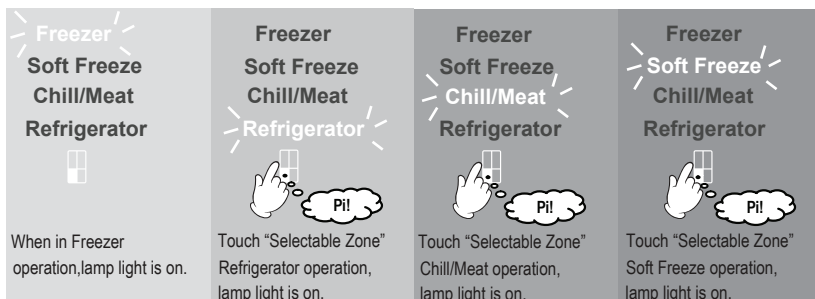 Freezer
Soft Freeze
Chill/Meat
Refrigerator
When in Freezer
operation,lamp light is on.
Freezer
Soft Freeze
Chill/Meat
Refrigerator
Pi!
Touch “Selectable Zone”
Refrigerator operation,
lamp light is on.
Freezer
Soft Freeze
Chill/Meat
Refrigerator
Pi!
Touch “Selectable Zone”
Chill/Meat operation,
lamp light is on.
Freezer
Soft Freeze
Chill/Meat
Refrigerator
Pi!
Touch “Selectable Zone”
Soft Freeze operation,
lamp light is on.